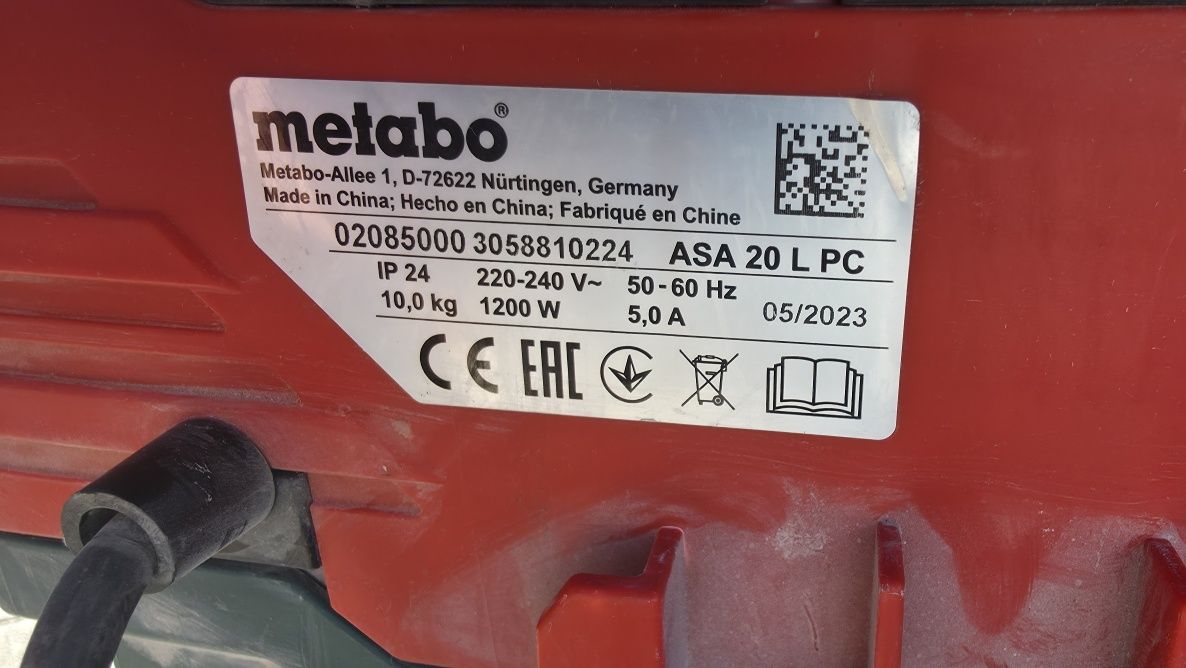 metabo®
Metabo-Allee 1, D-72622 Nürtingen, Germany
Made in China; Hecho en China; Fabriqué en Chine
02085000 3058810224 ASA 20 L PC
IP 24 220-240 V~ 50-60 Hz
10,0 kg 1200 W 5,0 A 05/2023
CE EAC